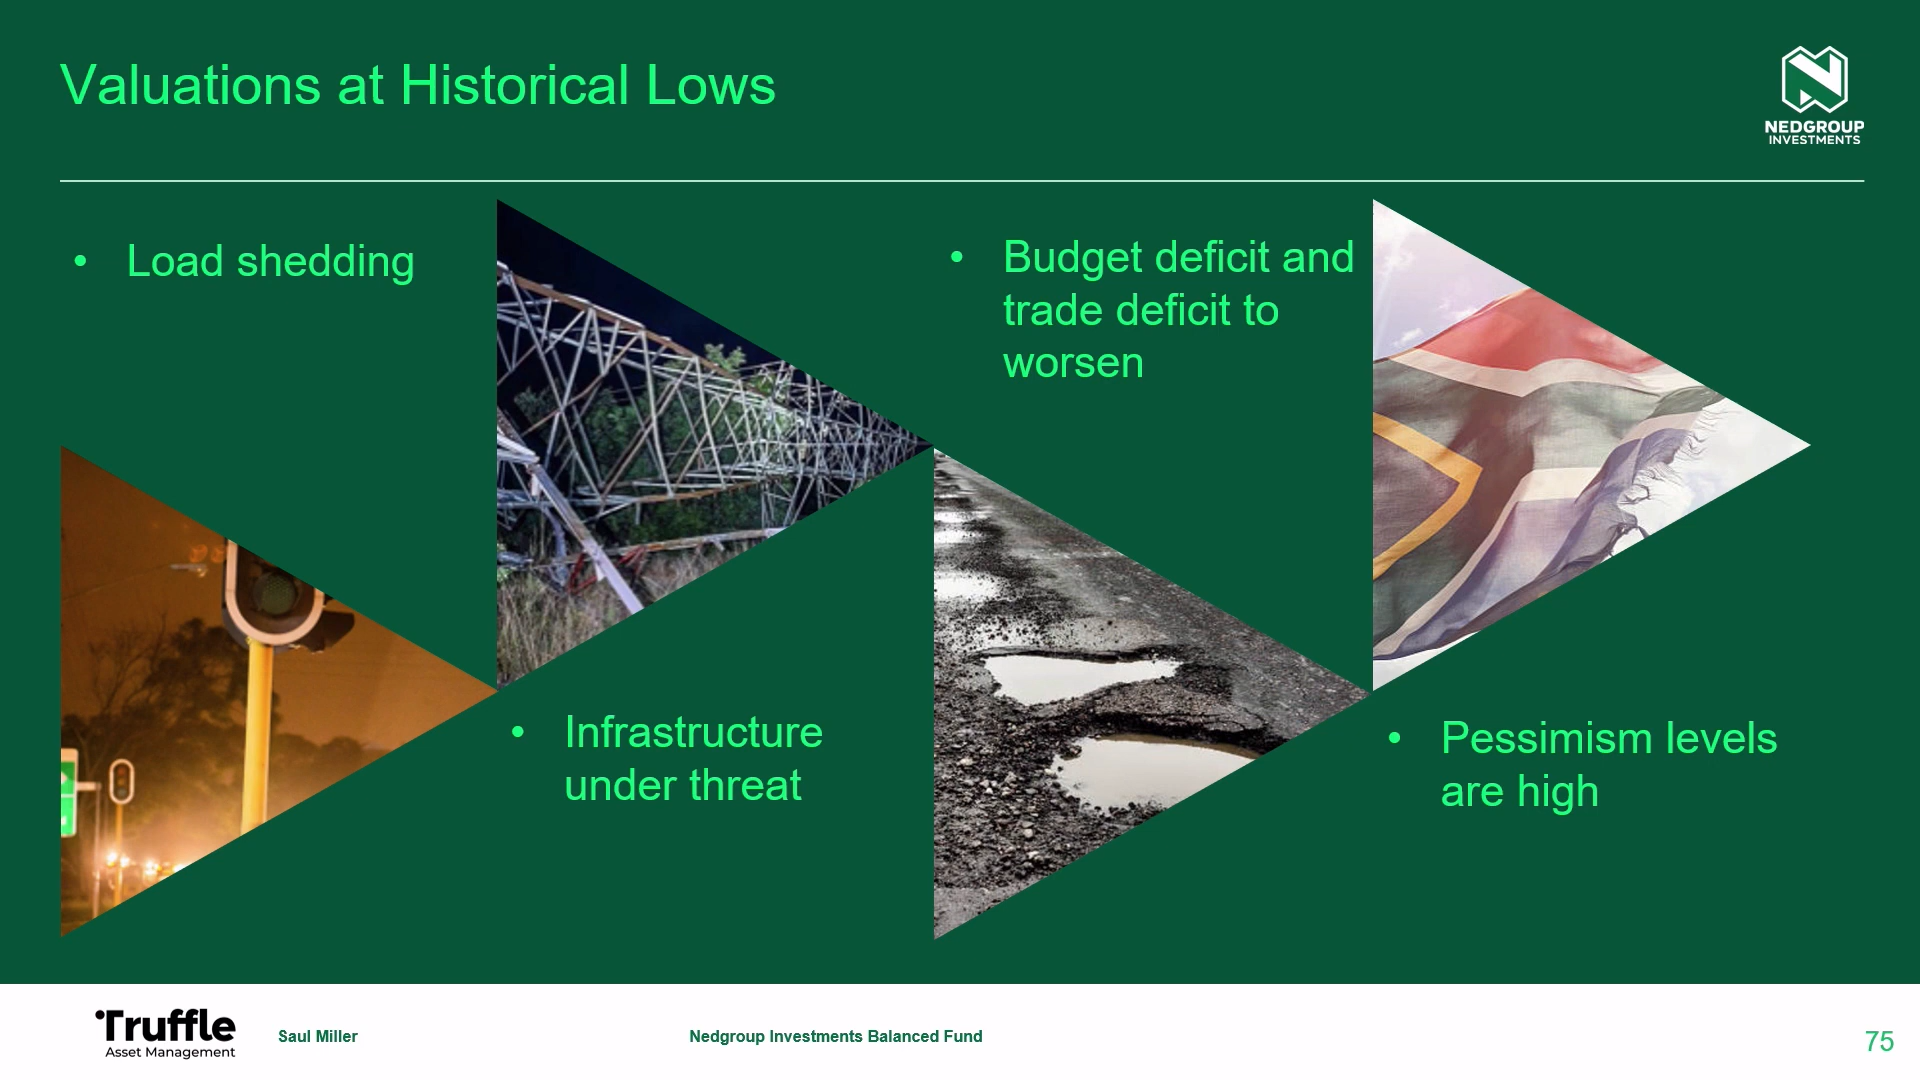 Valuations at Historical Lows
NEDGROUP
INVESTMENTS
• Load shedding
• Infrastructure
under threat
• Budget deficit and
trade deficit to
worsen
• Pessimism levels
are high
Truffle
Asset Management
Saul Miller
Nedgroup Investments Balanced Fund
75